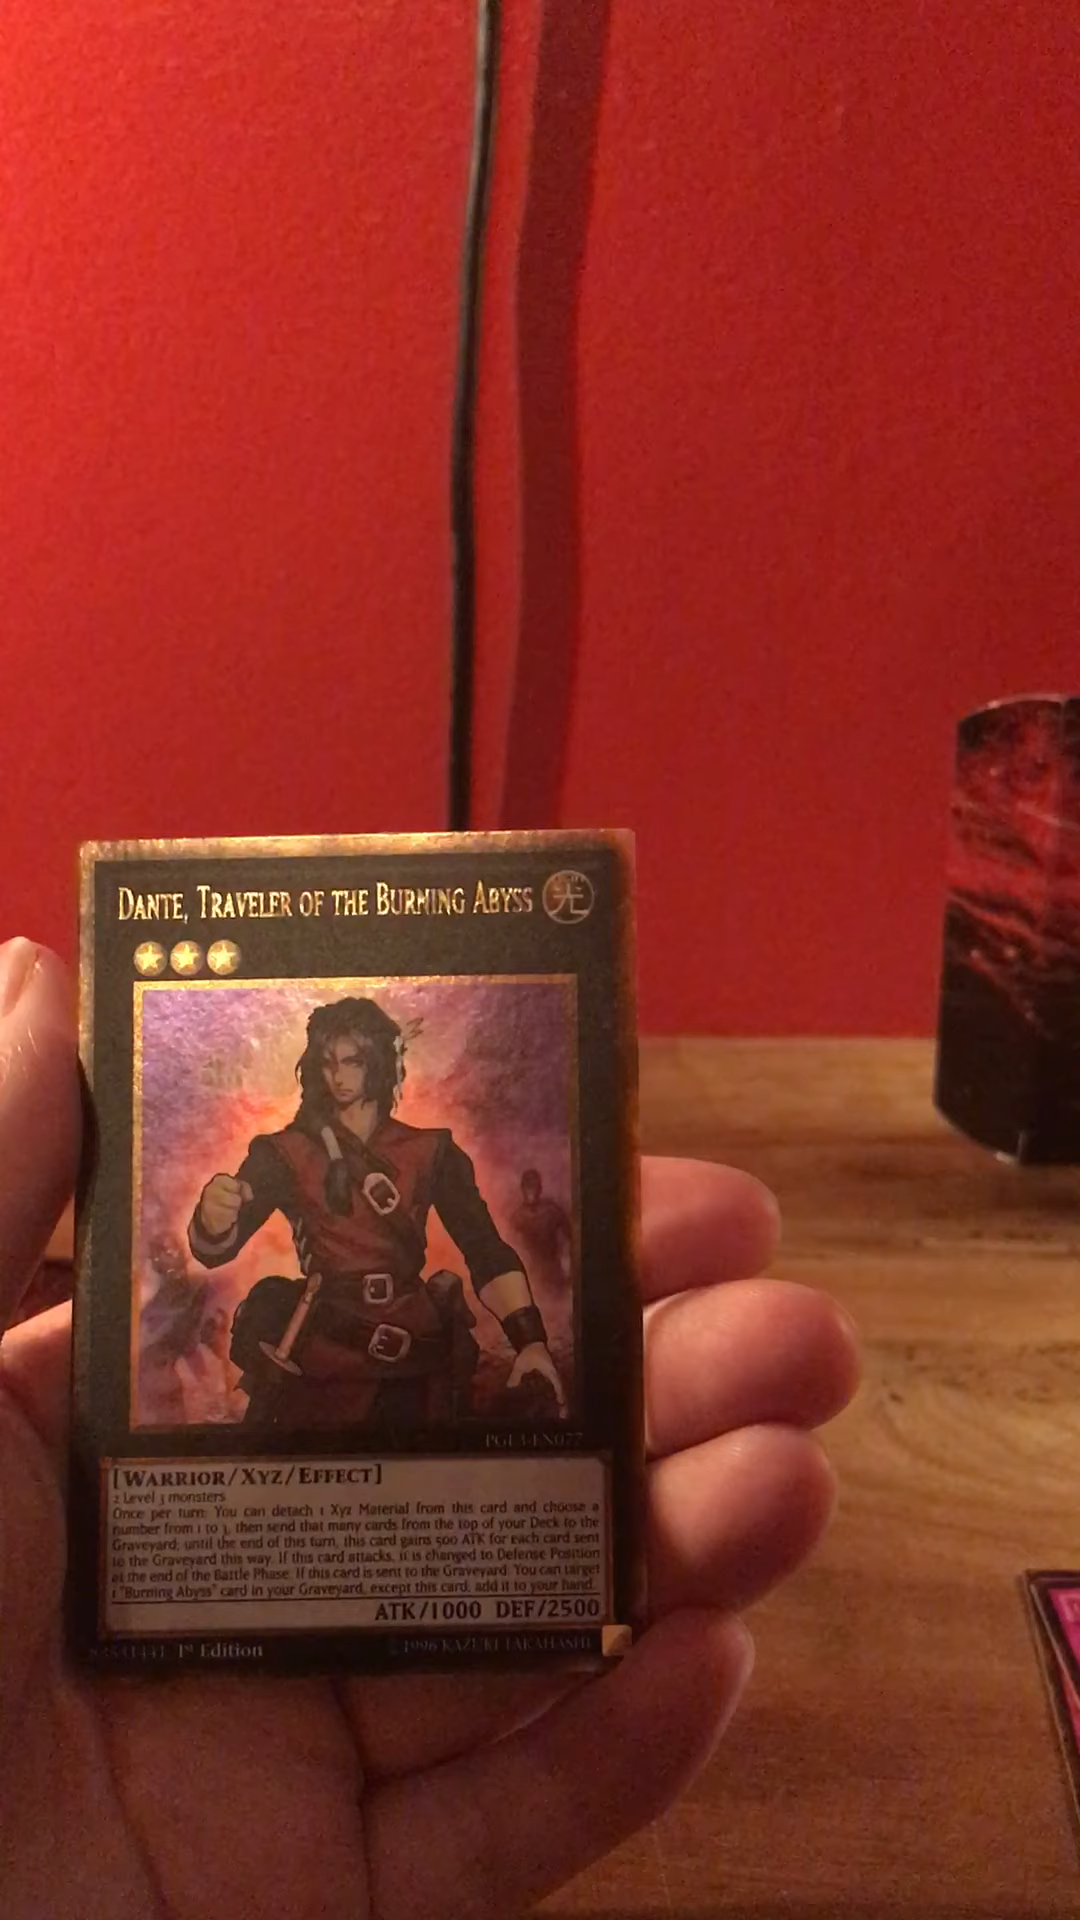 DANTE, TRAVELER OF THE BURNING ABYSS 光
PGL3-EN077
[WARRIOR/XYZ/EFFECT]
2 Level 3 monsters
Once per turn: You can detach 1 Xyz Material from this card and choose a
number from 1 to 3, then send that many cards from the top of your Deck to the
Graveyard; until the end of this turn, this card gains 500 ATK for each card sent
to the Graveyard this way. If this card attacks, it is changed to Defense Position
at the end of the Battle Phase. If this card is sent to the Graveyard: You can target
1 "Burning Abyss" card in your Graveyard, except this card; add it to your hand.
ATK/1000 DEF/2500
1st Edition
©1996 KAZUKI TAKAHASHI